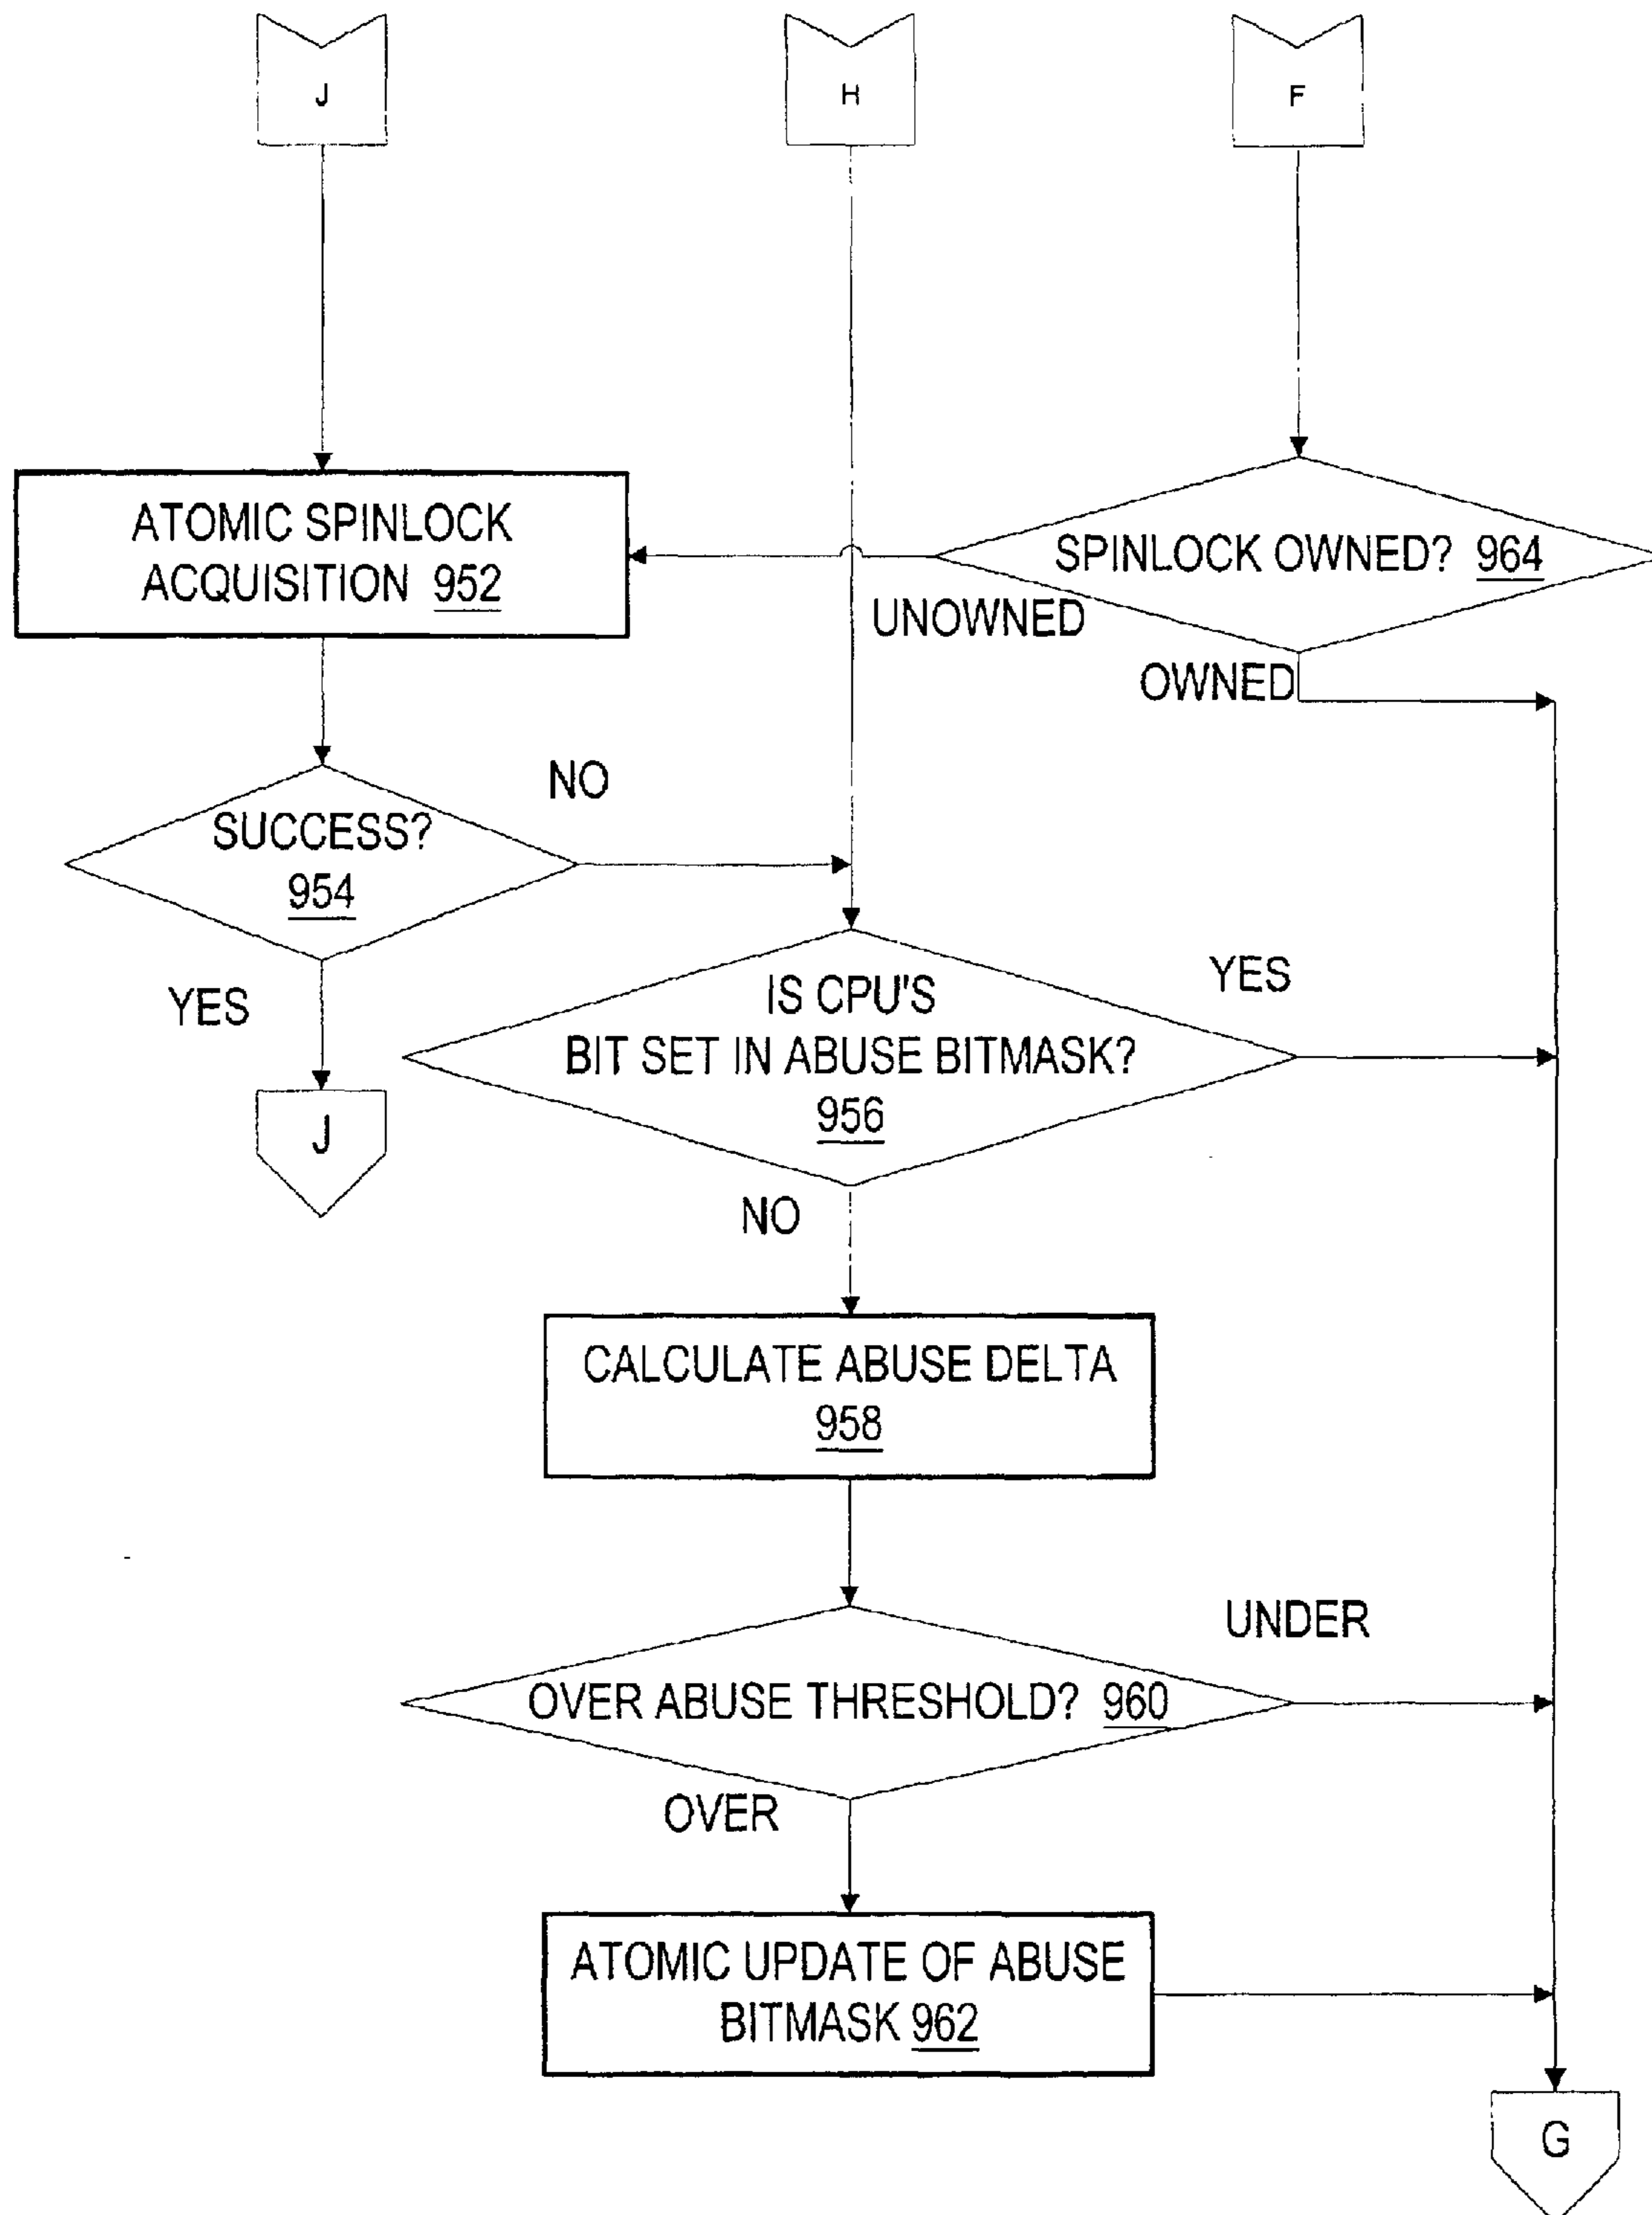 J
H
F
ATOMIC SPINLOCK
ACQUISITION 952
SPINLOCK OWNED? 964
UNOWNED
OWNED
NO
SUCCESS?
954
YES
J
IS CPU'S
BIT SET IN ABUSE BITMASK?
956
YES
NO
CALCULATE ABUSE DELTA
958
UNDER
OVER ABUSE THRESHOLD? 960
OVER
ATOMIC UPDATE OF ABUSE
BITMASK 962
G